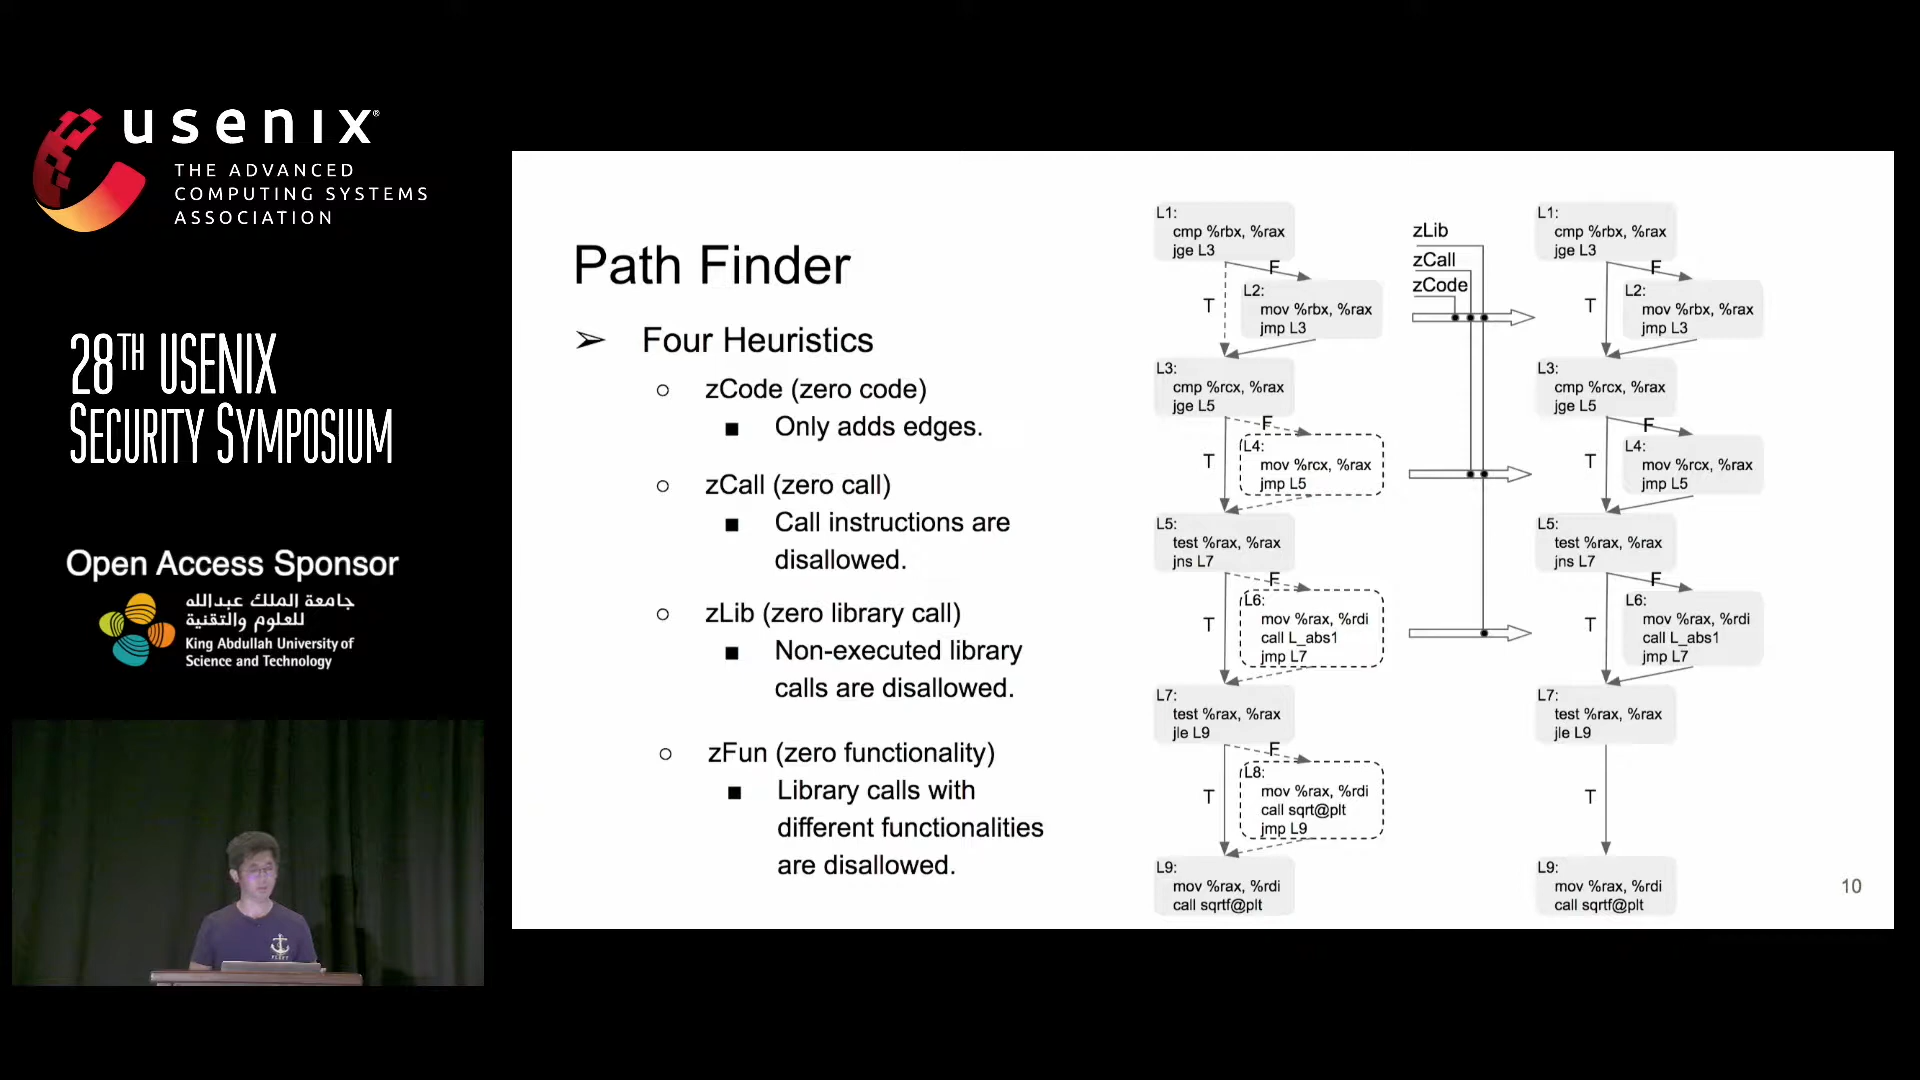 usenix®
THE ADVANCED
COMPUTING SYSTEMS
ASSOCIATION
28TH USENIX
SECURITY SYMPOSIUM
Open Access Sponsor
جامعة الملك عبدالله
للعلوم والتقنية
King Abdullah University of
Science and Technology
FLEET
Path Finder
➢ Four Heuristics
○ zCode (zero code)
■ Only adds edges.
○ zCall (zero call)
■ Call instructions are
disallowed.
○ zLib (zero library call)
■ Non-executed library
calls are disallowed.
○ zFun (zero functionality)
■ Library calls with
different functionalities
are disallowed.
L1:
cmp %rbx, %rax
jge L3
F
T
L2:
mov %rbx, %rax
jmp L3
L3:
cmp %rcx, %rax
jge L5
F
T
L4:
mov %rcx, %rax
jmp L5
L5:
test %rax, %rax
jns L7
F
T
L6:
mov %rax, %rdi
call L_abs1
jmp L7
L7:
test %rax, %rax
jle L9
F
T
L8:
mov %rax, %rdi
call sqrt@plt
jmp L9
L9:
mov %rax, %rdi
call sqrtf@plt
zLib
zCall
zCode
L1:
cmp %rbx, %rax
jge L3
F
T
L2:
mov %rbx, %rax
jmp L3
L3:
cmp %rcx, %rax
jge L5
F
T
L4:
mov %rcx, %rax
jmp L5
L5:
test %rax, %rax
jns L7
F
T
L6:
mov %rax, %rdi
call L_abs1
jmp L7
L7:
test %rax, %rax
jle L9
T
L9:
mov %rax, %rdi
call sqrtf@plt
10